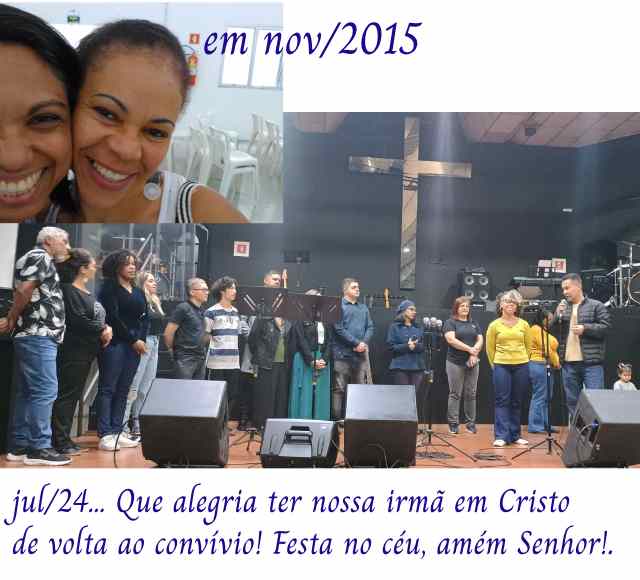 em nov/2015
jul/24... Que alegria ter nossa irmã em Cristo
de volta ao convívio! Festa no céu, amém Senhor!.